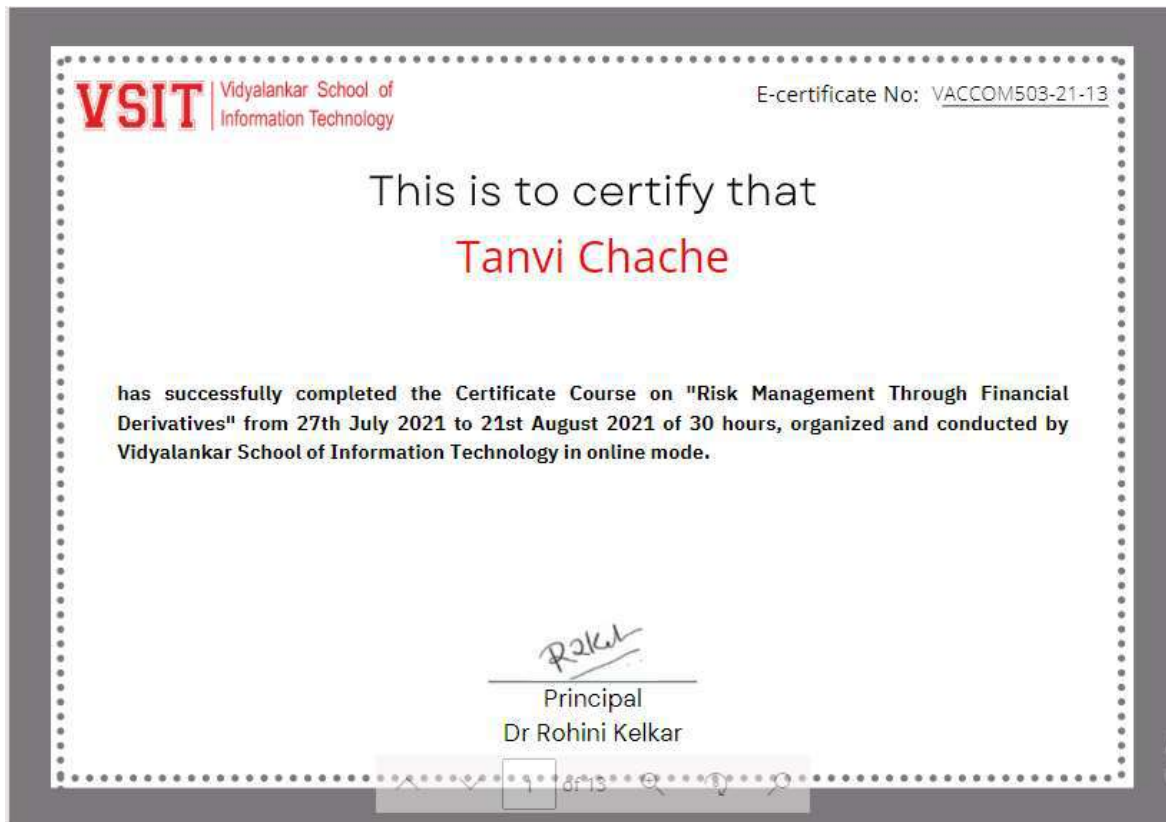 VSIT
Vidyalankar School of
Information Technology
E-certificate No: VACCOM503-21-13
This is to certify that
Tanvi Chache
has successfully completed the Certificate Course on "Risk Management Through Financial
Derivatives" from 27th July 2021 to 21st August 2021 of 30 hours, organized and conducted by
Vidyalankar School of Information Technology in online mode.
Principal
Dr Rohini Kelkar
1 of 13